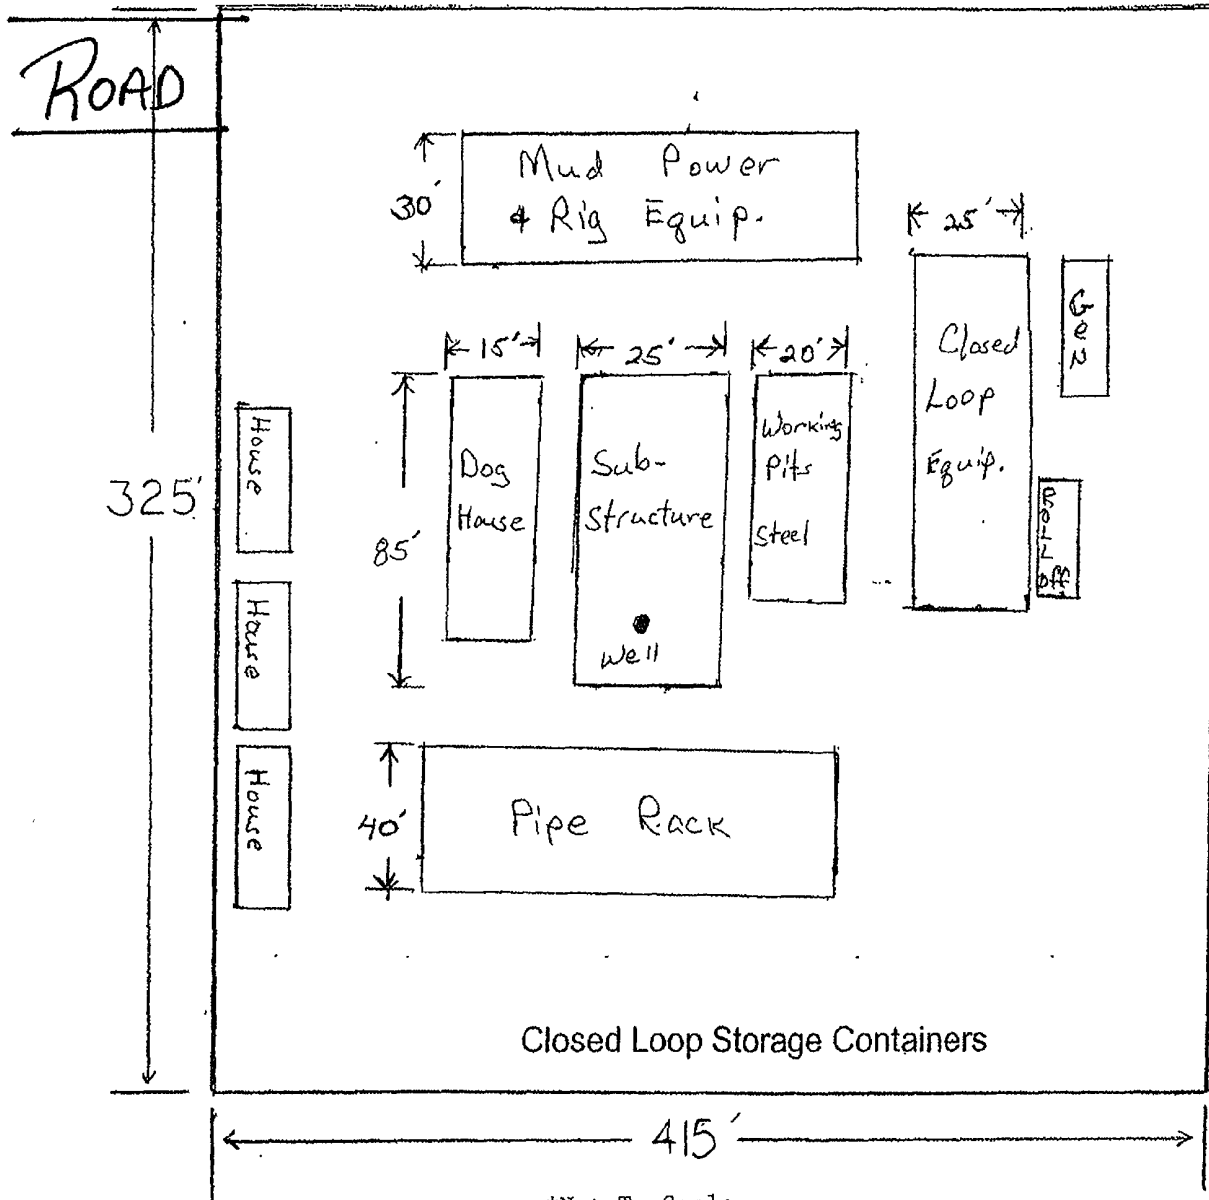 ROAD
Mud Power
& Rig Equip.
30'
25'
Gen
15'
25'
20'
Closed
Loop
Equip.
House
Dog
House
Sub-
Structure
Working
Pits
Steel
Roll
off
325'
85'
House
Well
House
40'
Pipe Rack
Closed Loop Storage Containers
415'